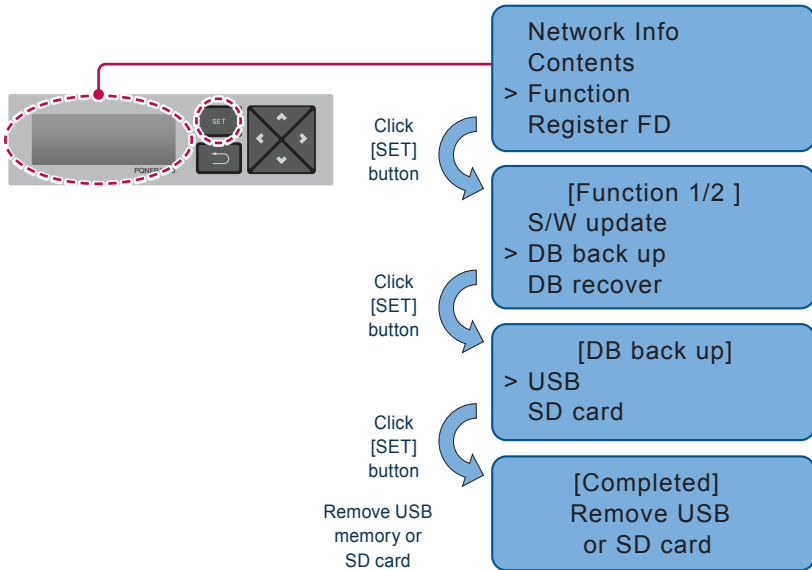 Network Info
Contents
> Function
Register FD
SET
Click
[SET]
button
[Function 1/2 ]
S/W update
> DB back up
DB recover
Click
[SET]
button
[DB back up]
> USB
SD card
Click
[SET]
button
Remove USB
memory or
SD card
[Completed]
Remove USB
or SD card